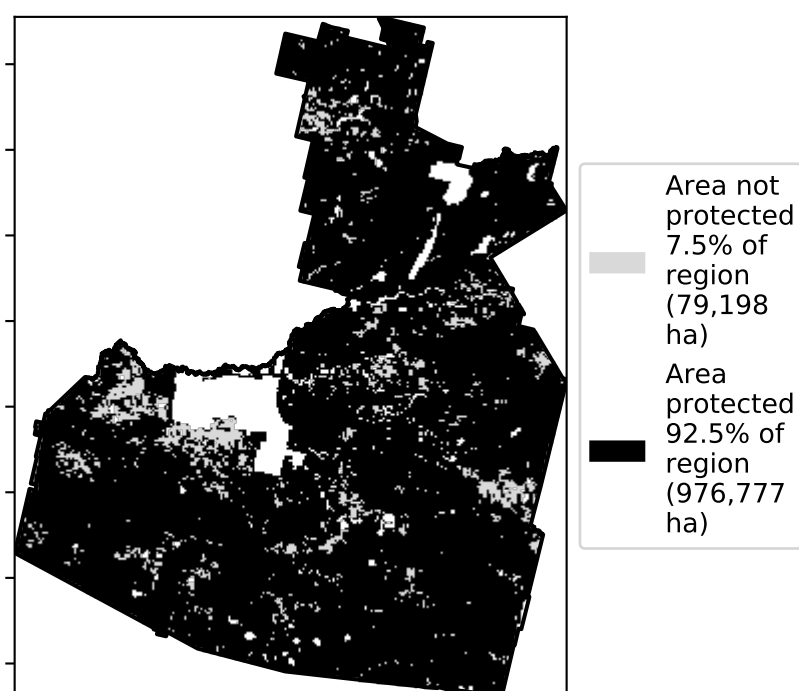 Area not
protected
7.5% of
region
(79,198
ha)
Area
protected
92.5% of
region
(976,777
ha)